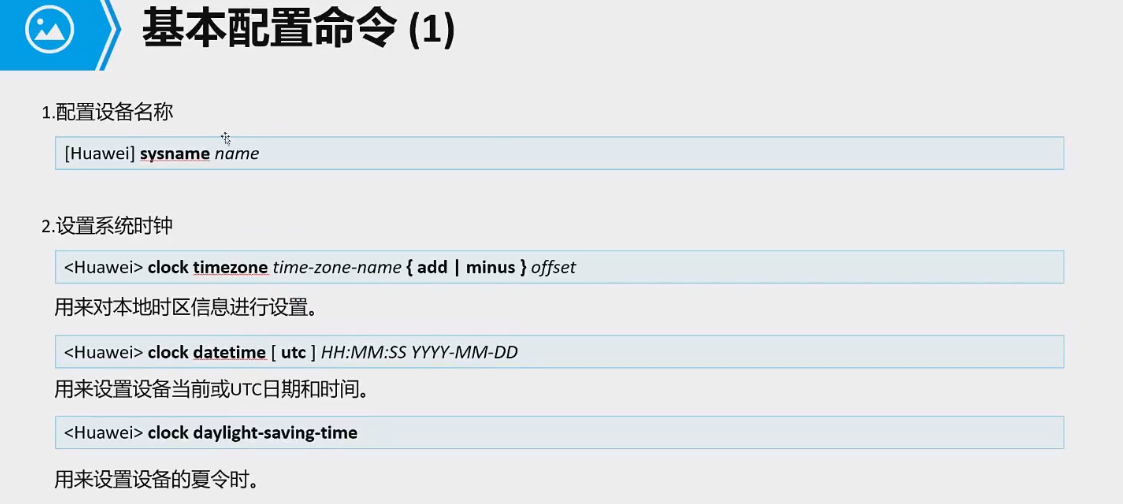 基本配置命令 (1)
1.配置设备名称
[Huawei] sysname name
2.设置系统时钟
<Huawei> clock timezone time-zone-name { add | minus } offset
用来对本地时区信息进行设置。
<Huawei> clock datetime [ utc ] HH:MM:SS YYYY-MM-DD
用来设置设备当前或UTC日期和时间。
<Huawei> clock daylight-saving-time
用来设置设备的夏令时。